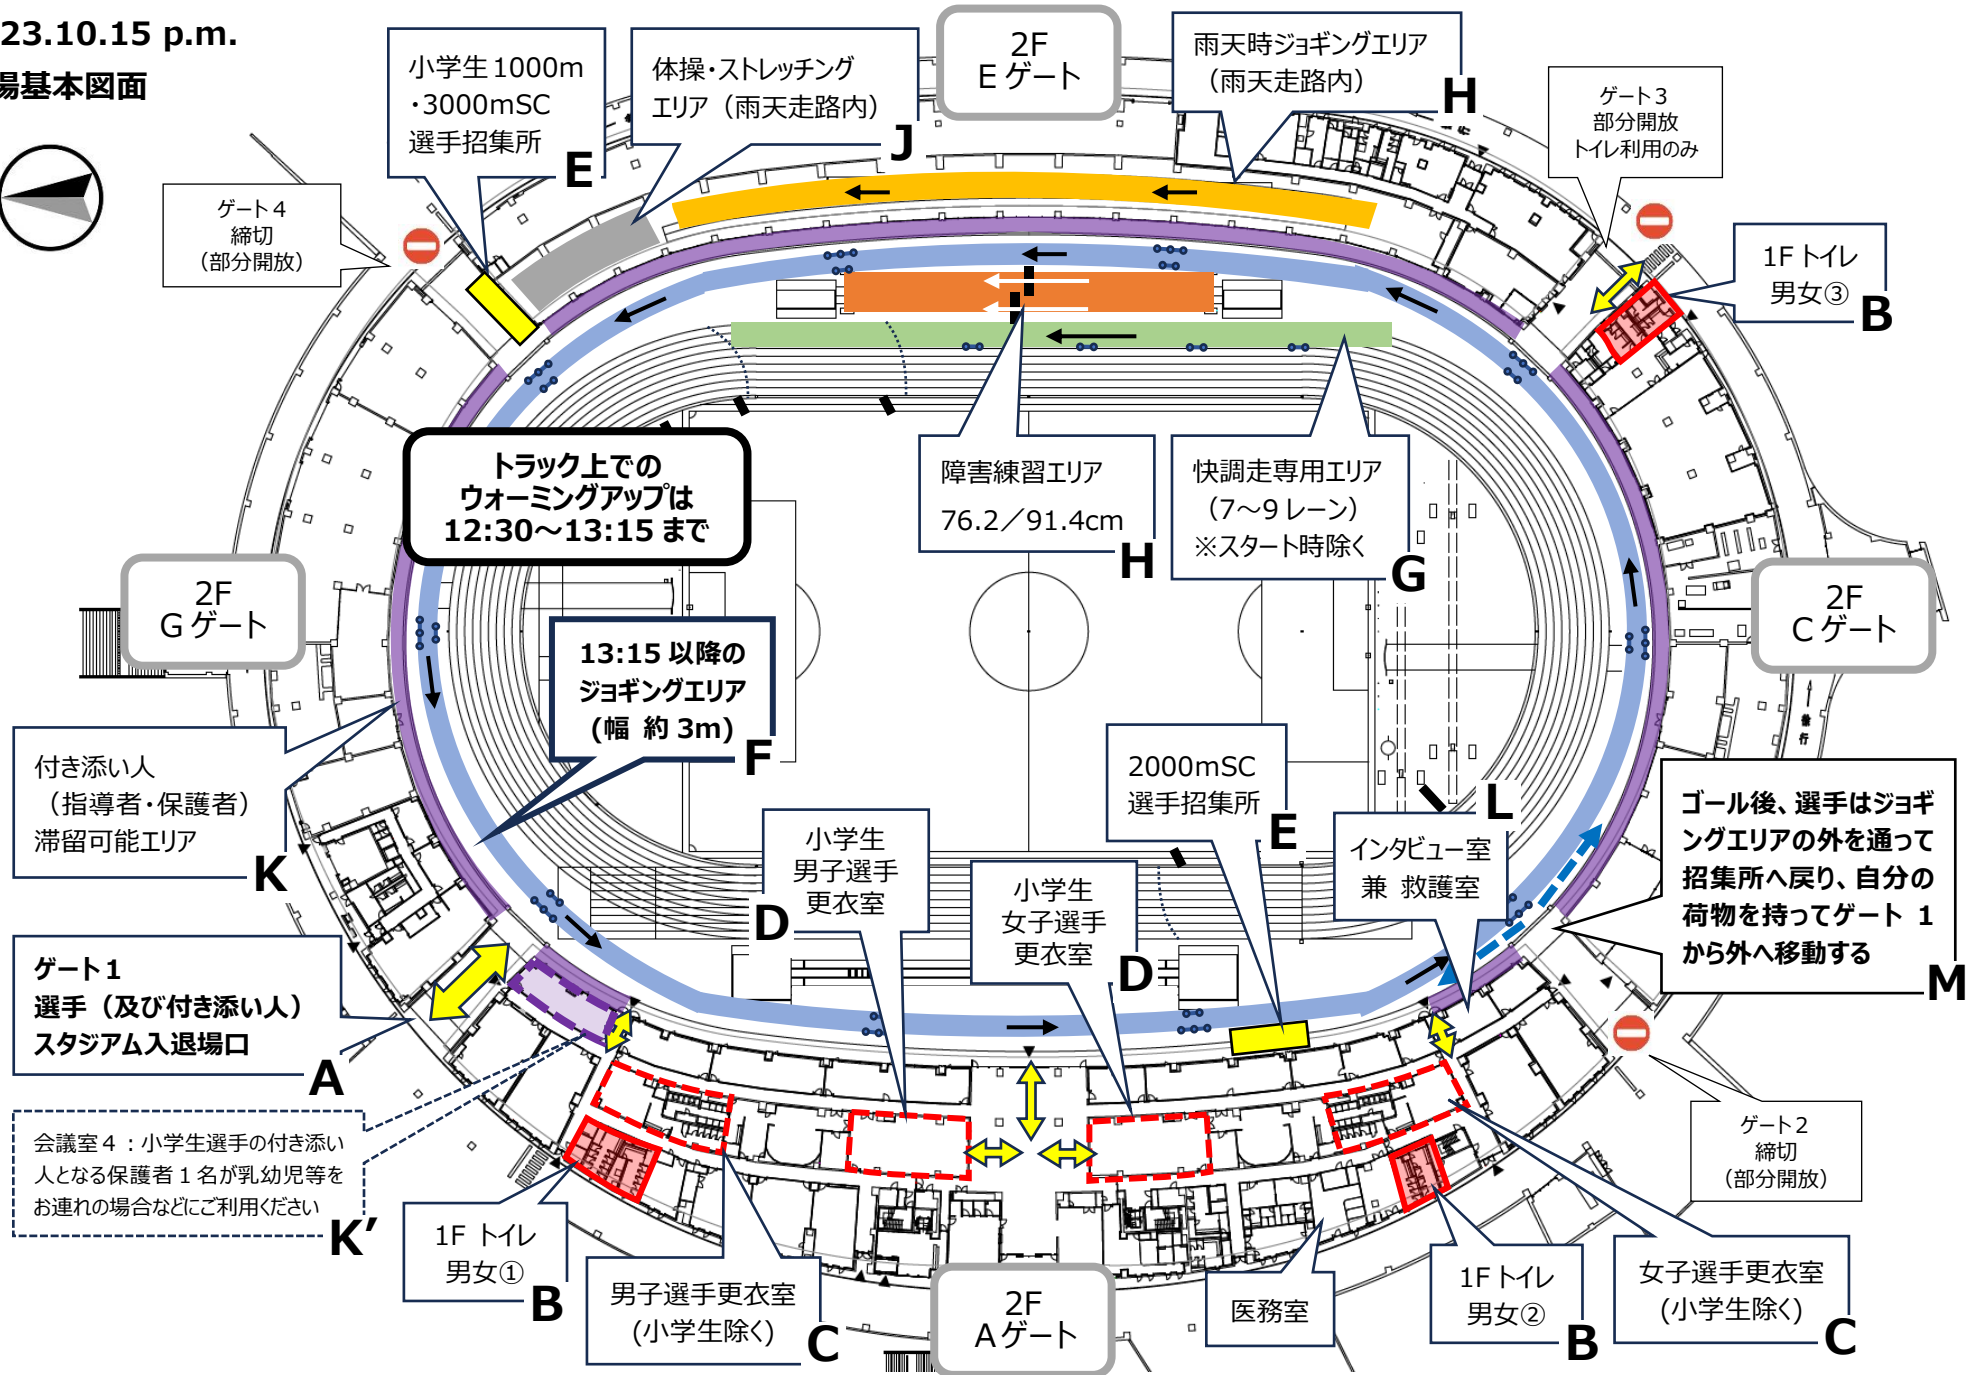 23.10.15 p.m.
場基本図面
小学生1000m
・3000mSC
選手招集所
E
体操・ストレッチング
エリア（雨天走路内）
J
2F
E ゲート
雨天時ジョギングエリア
（雨天走路内）
H
ゲート3
部分開放
トイレ利用のみ
ゲート4
締切
（部分開放）
1F トイレ
男女③
B
トラック上での
ウォーミングアップは
12:30～13:15 まで
障害練習エリア
76.2／91.4cm
H
快調走専用エリア
（7～9 レーン）
※スタート時除く
G
2F
G ゲート
2F
C ゲート
13:15 以降の
ジョギングエリア
(幅 約 3m)
F
付き添い人
（指導者・保護者）
滞留可能エリア
K
2000mSC
選手招集所
E
L
インタビュー室
兼 救護室
小学生
男子選手
更衣室
D
小学生
女子選手
更衣室
D
ゴール後、選手はジョギ
ングエリアの外を通って
招集所へ戻り、自分の
荷物を持ってゲート 1
から外へ移動する
M
ゲート1
選手（及び付き添い人）
スタジアム入退場口
A
会議室4：小学生選手の付き添い
人となる保護者1名が乳幼児等を
お連れの場合などにご利用ください
K′
ゲート2
締切
（部分開放）
1F トイレ
男女①
B
男子選手更衣室
(小学生除く)
C
2F
A ゲート
医務室
1F トイレ
男女②
B
女子選手更衣室
(小学生除く)
C